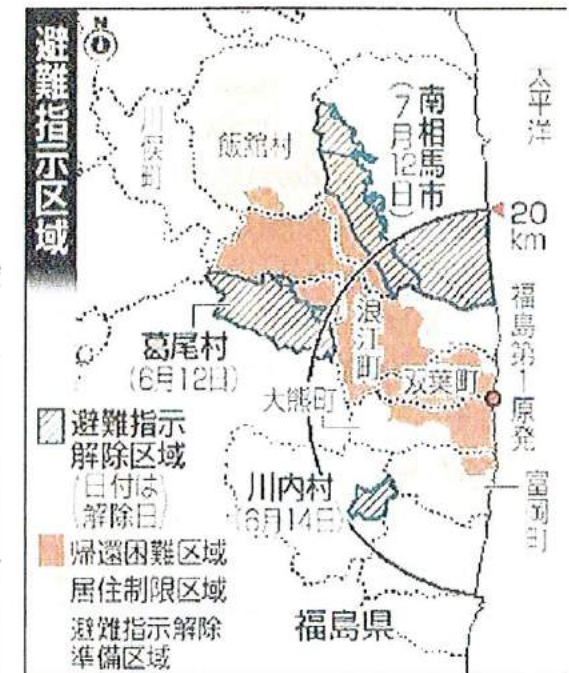 避難指示区域
N
川俣町
飯舘村
南相馬市
(7月12日)
太平洋
20
km
福島第1原発
浪江町
双葉町
大熊町
葛尾村
(6月12日)
富岡町
川内村
(6月14日)
福島県
避難指示
解除区域
(日付は
解除日)
帰還困難区域
居住制限区域
避難指示解除
準備区域